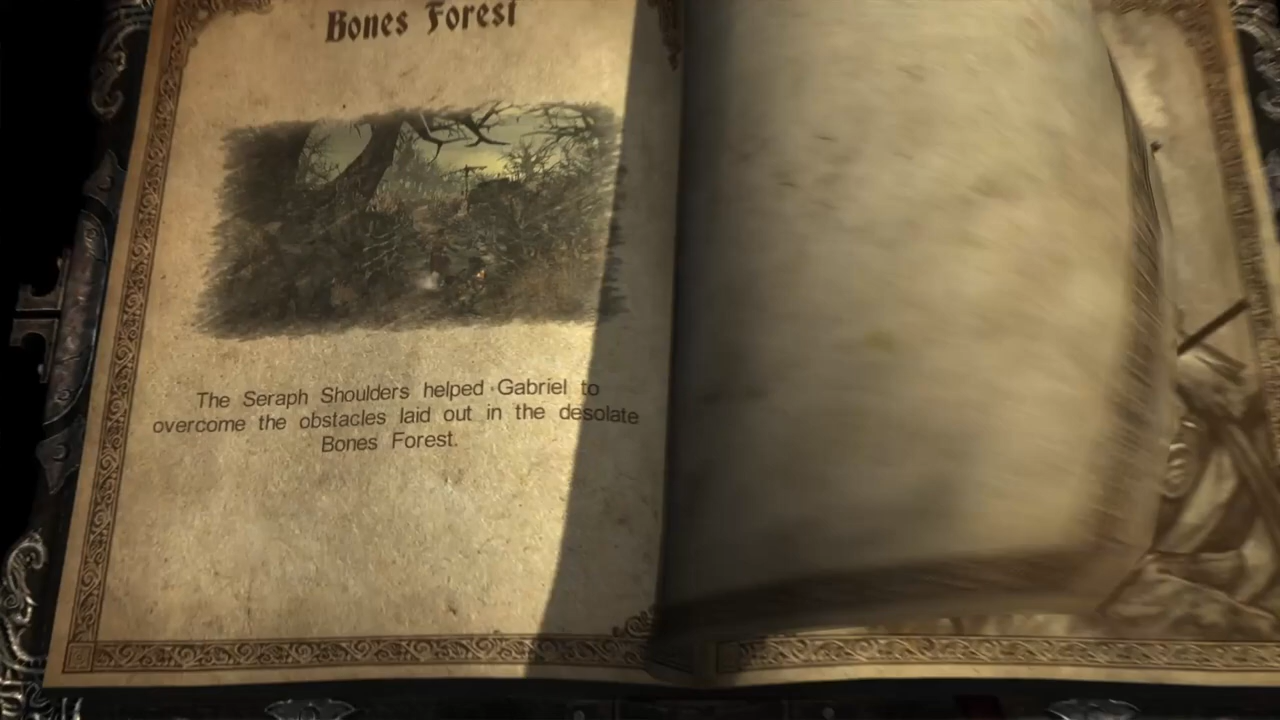 Bones Forest
The Seraph Shoulders helped Gabriel to
overcome the obstacles laid out in the desolate
Bones Forest.